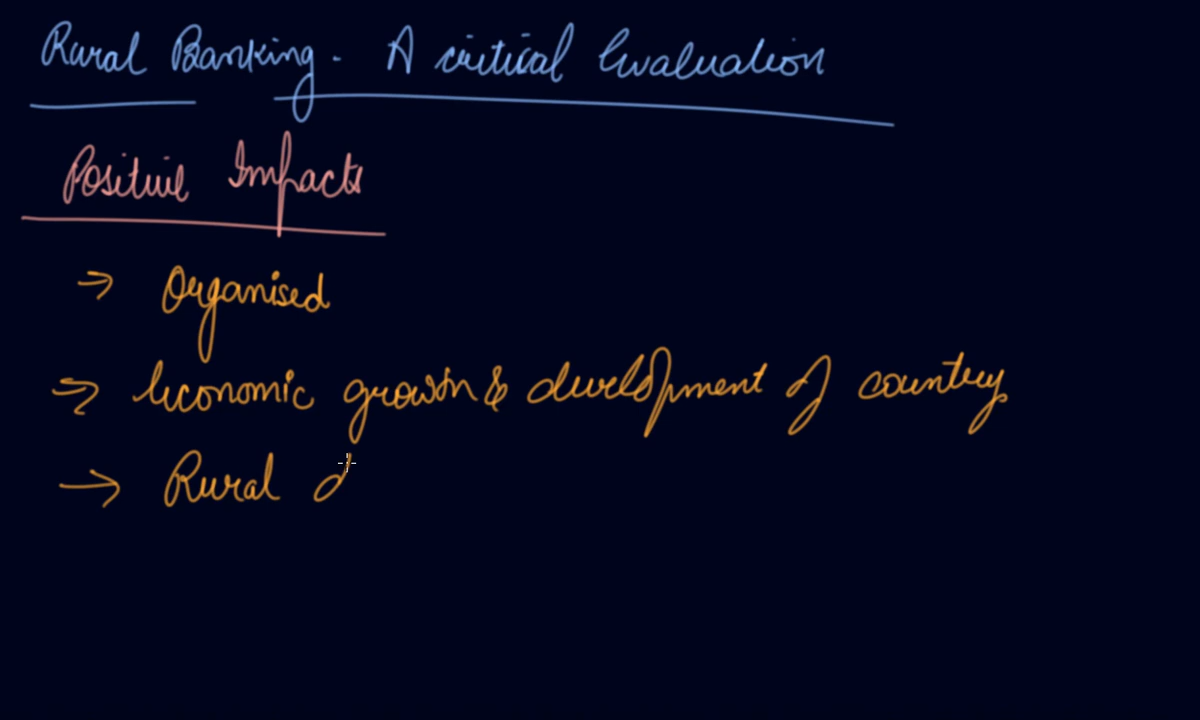 Rural Banking - A critical Evaluation
Positive Impacts
→ Organised
→ Economic growth & development of country
→ Rural d